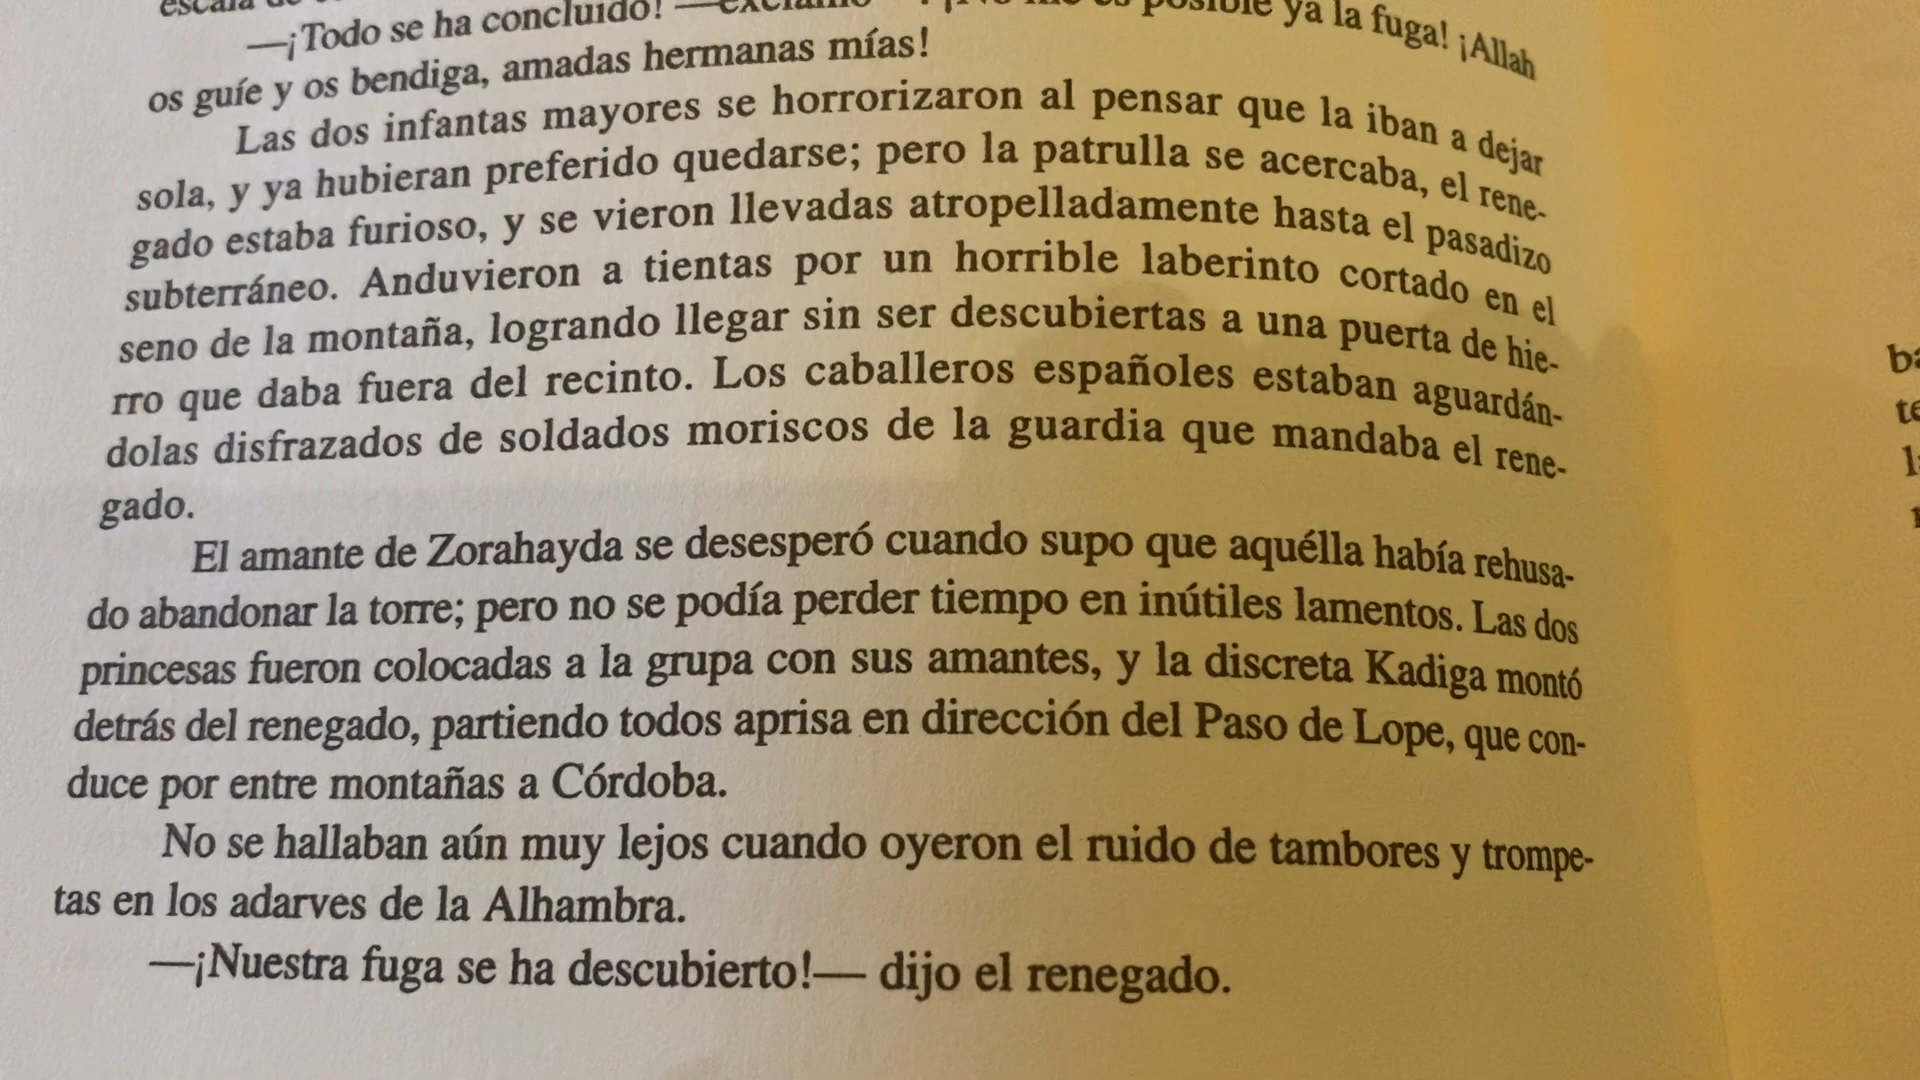 escala de
—¡Todo se ha concluido! —exclamó—. ¡No me es posible ya la fuga! ¡Allah
os guíe y os bendiga, amadas hermanas mías!
Las dos infantas mayores se horrorizaron al pensar que la iban a dejar
sola, y ya hubieran preferido quedarse; pero la patrulla se acercaba, el rene-
gado estaba furioso, y se vieron llevadas atropelladamente hasta el pasadizo
subterráneo. Anduvieron a tientas por un horrible laberinto cortado en el
seno de la montaña, logrando llegar sin ser descubiertas a una puerta de hie-
rro que daba fuera del recinto. Los caballeros españoles estaban aguardán-
dolas disfrazados de soldados moriscos de la guardia que mandaba el rene-
gado.
El amante de Zorahayda se desesperó cuando supo que aquélla había rehusa-
do abandonar la torre; pero no se podía perder tiempo en inútiles lamentos. Las dos
princesas fueron colocadas a la grupa con sus amantes, y la discreta Kadiga montó
detrás del renegado, partiendo todos aprisa en dirección del Paso de Lope, que con-
duce por entre montañas a Córdoba.
No se hallaban aún muy lejos cuando oyeron el ruido de tambores y trompe-
tas en los adarves de la Alhambra.
—¡Nuestra fuga se ha descubierto!— dijo el renegado.